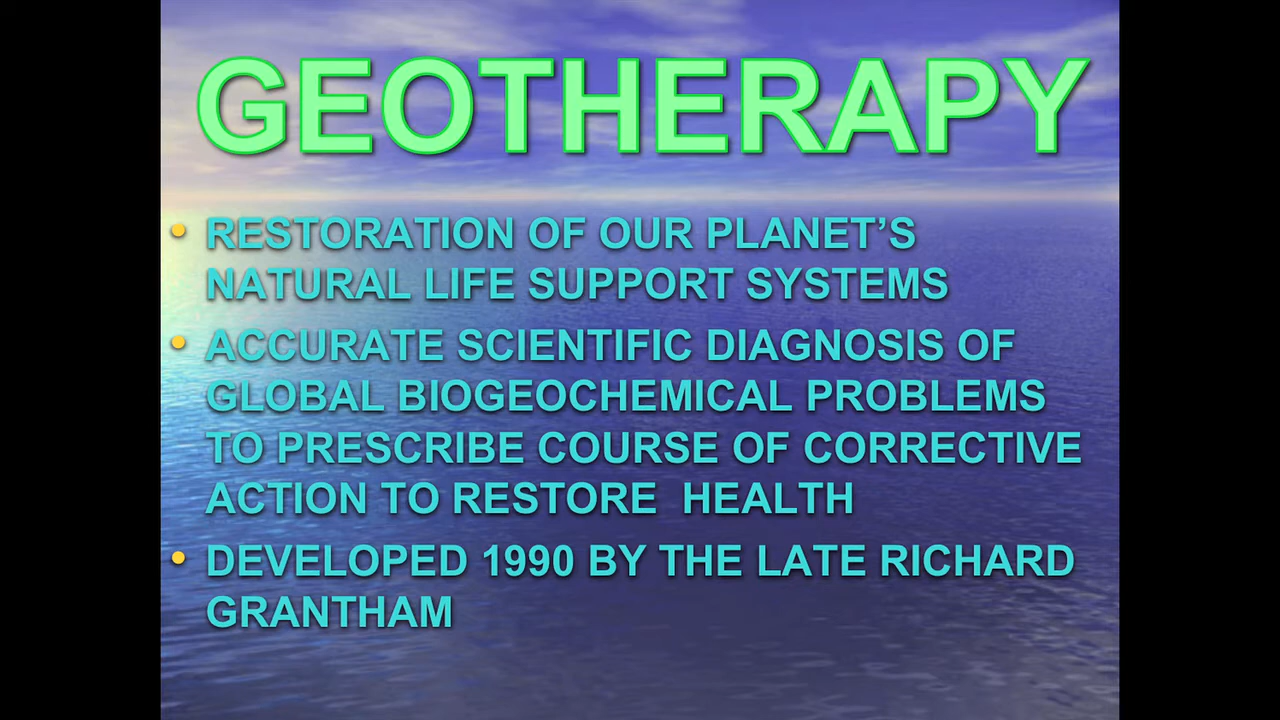 GEOTHERAPY
• RESTORATION OF OUR PLANET’S
NATURAL LIFE SUPPORT SYSTEMS
• ACCURATE SCIENTIFIC DIAGNOSIS OF
GLOBAL BIOGEOCHEMICAL PROBLEMS
TO PRESCRIBE COURSE OF CORRECTIVE
ACTION TO RESTORE  HEALTH
• DEVELOPED 1990 BY THE LATE RICHARD
GRANTHAM